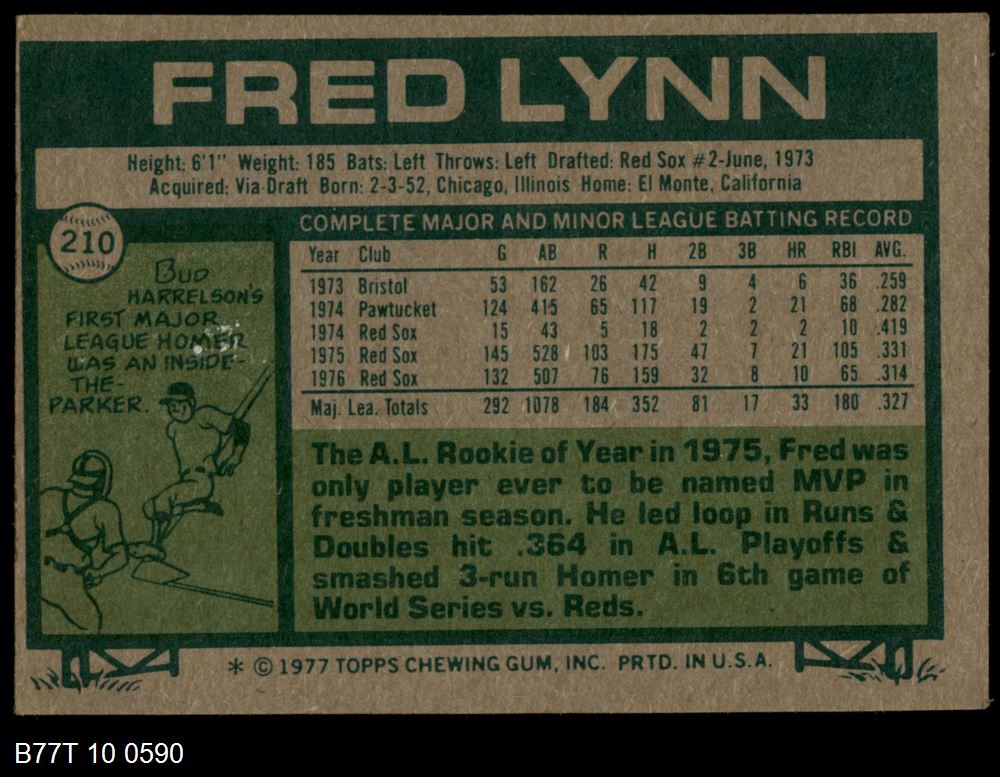 FRED LYNN
Height: 6'1" Weight: 185 Bats: Left Throws: Left Drafted: Red Sox #2-June, 1973
Acquired: Via Draft Born: 2-3-52, Chicago, Illinois Home: El Monte, California
210
BUD
HARRELSON'S
FIRST MAJOR
LEAGUE HOMER
WAS AN INSIDE-
THE-
PARKER.
COMPLETE MAJOR AND MINOR LEAGUE BATTING RECORD
Year Club G AB R H 2B 3B HR RBI AVG.
1973 Bristol 53 162 26 42 9 4 6 36 .259
1974 Pawtucket 124 415 65 117 19 2 21 68 .282
1974 Red Sox 15 43 5 18 2 2 2 10 .419
1975 Red Sox 145 528 103 175 47 7 21 105 .331
1976 Red Sox 132 507 76 159 32 8 10 65 .314
Maj. Lea. Totals 292 1078 184 352 81 17 33 180 .327
The A.L. Rookie of Year in 1975, Fred was
only player ever to be named MVP in
freshman season. He led loop in Runs &
Doubles hit .364 in A.L. Playoffs &
smashed 3-run Homer in 6th game of
World Series vs. Reds.
* © 1977 TOPPS CHEWING GUM, INC. PRTD. IN U.S.A.
B77T 10 0590